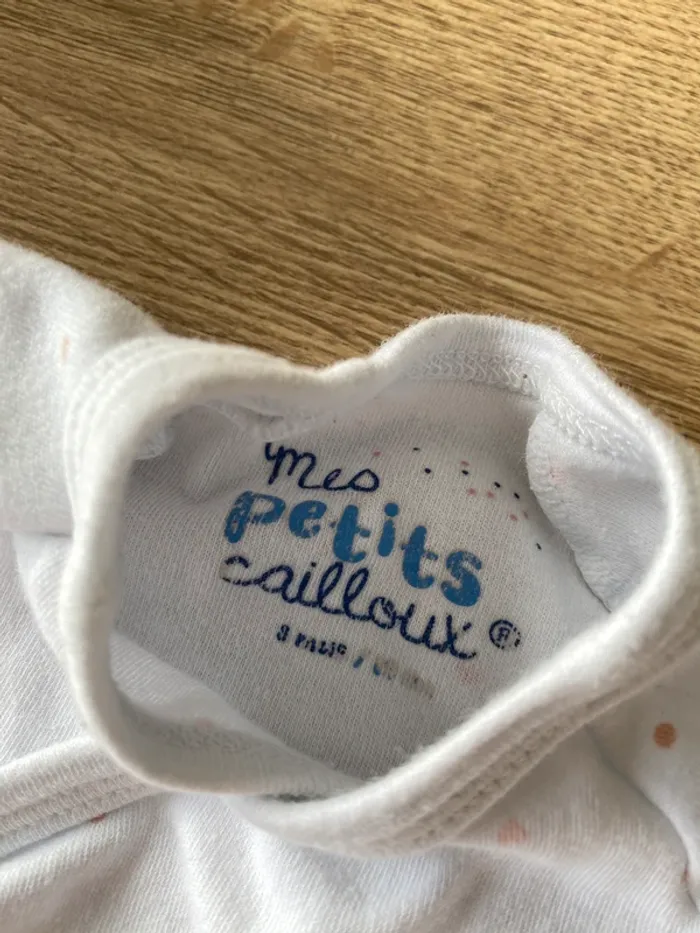 mes
petits
cailloux ®